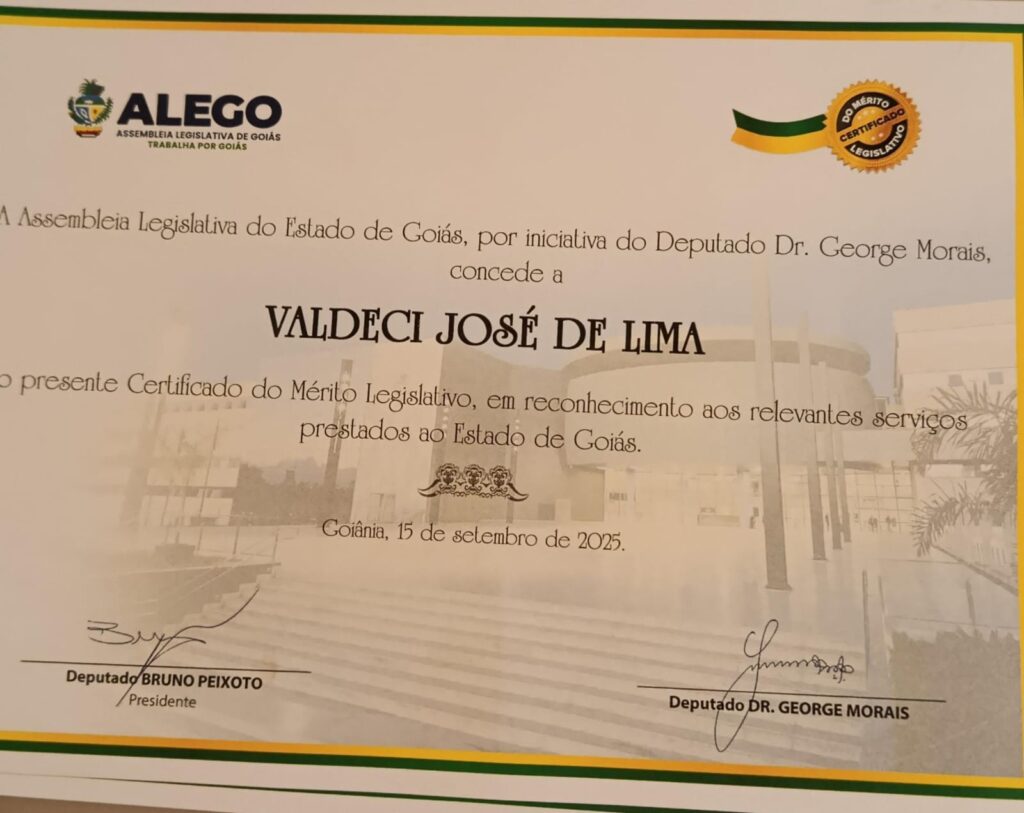 ALEGO
ASSEMBLEIA LEGISLATIVA DE GOIÁS
TRABALHA POR GOIÁS
DO MÉRITO
CERTIFICADO
LEGISLATIVO
A Assembleia Legislativa do Estado de Goiás, por iniciativa do Deputado Dr. George Morais,
concede a
VALDECI JOSÉ DE LIMA
o presente Certificado do Mérito Legislativo, em reconhecimento aos relevantes serviços
prestados ao Estado de Goiás.
Goiânia, 15 de setembro de 2025.
Deputado BRUNO PEIXOTO
Presidente
Deputado DR. GEORGE MORAIS